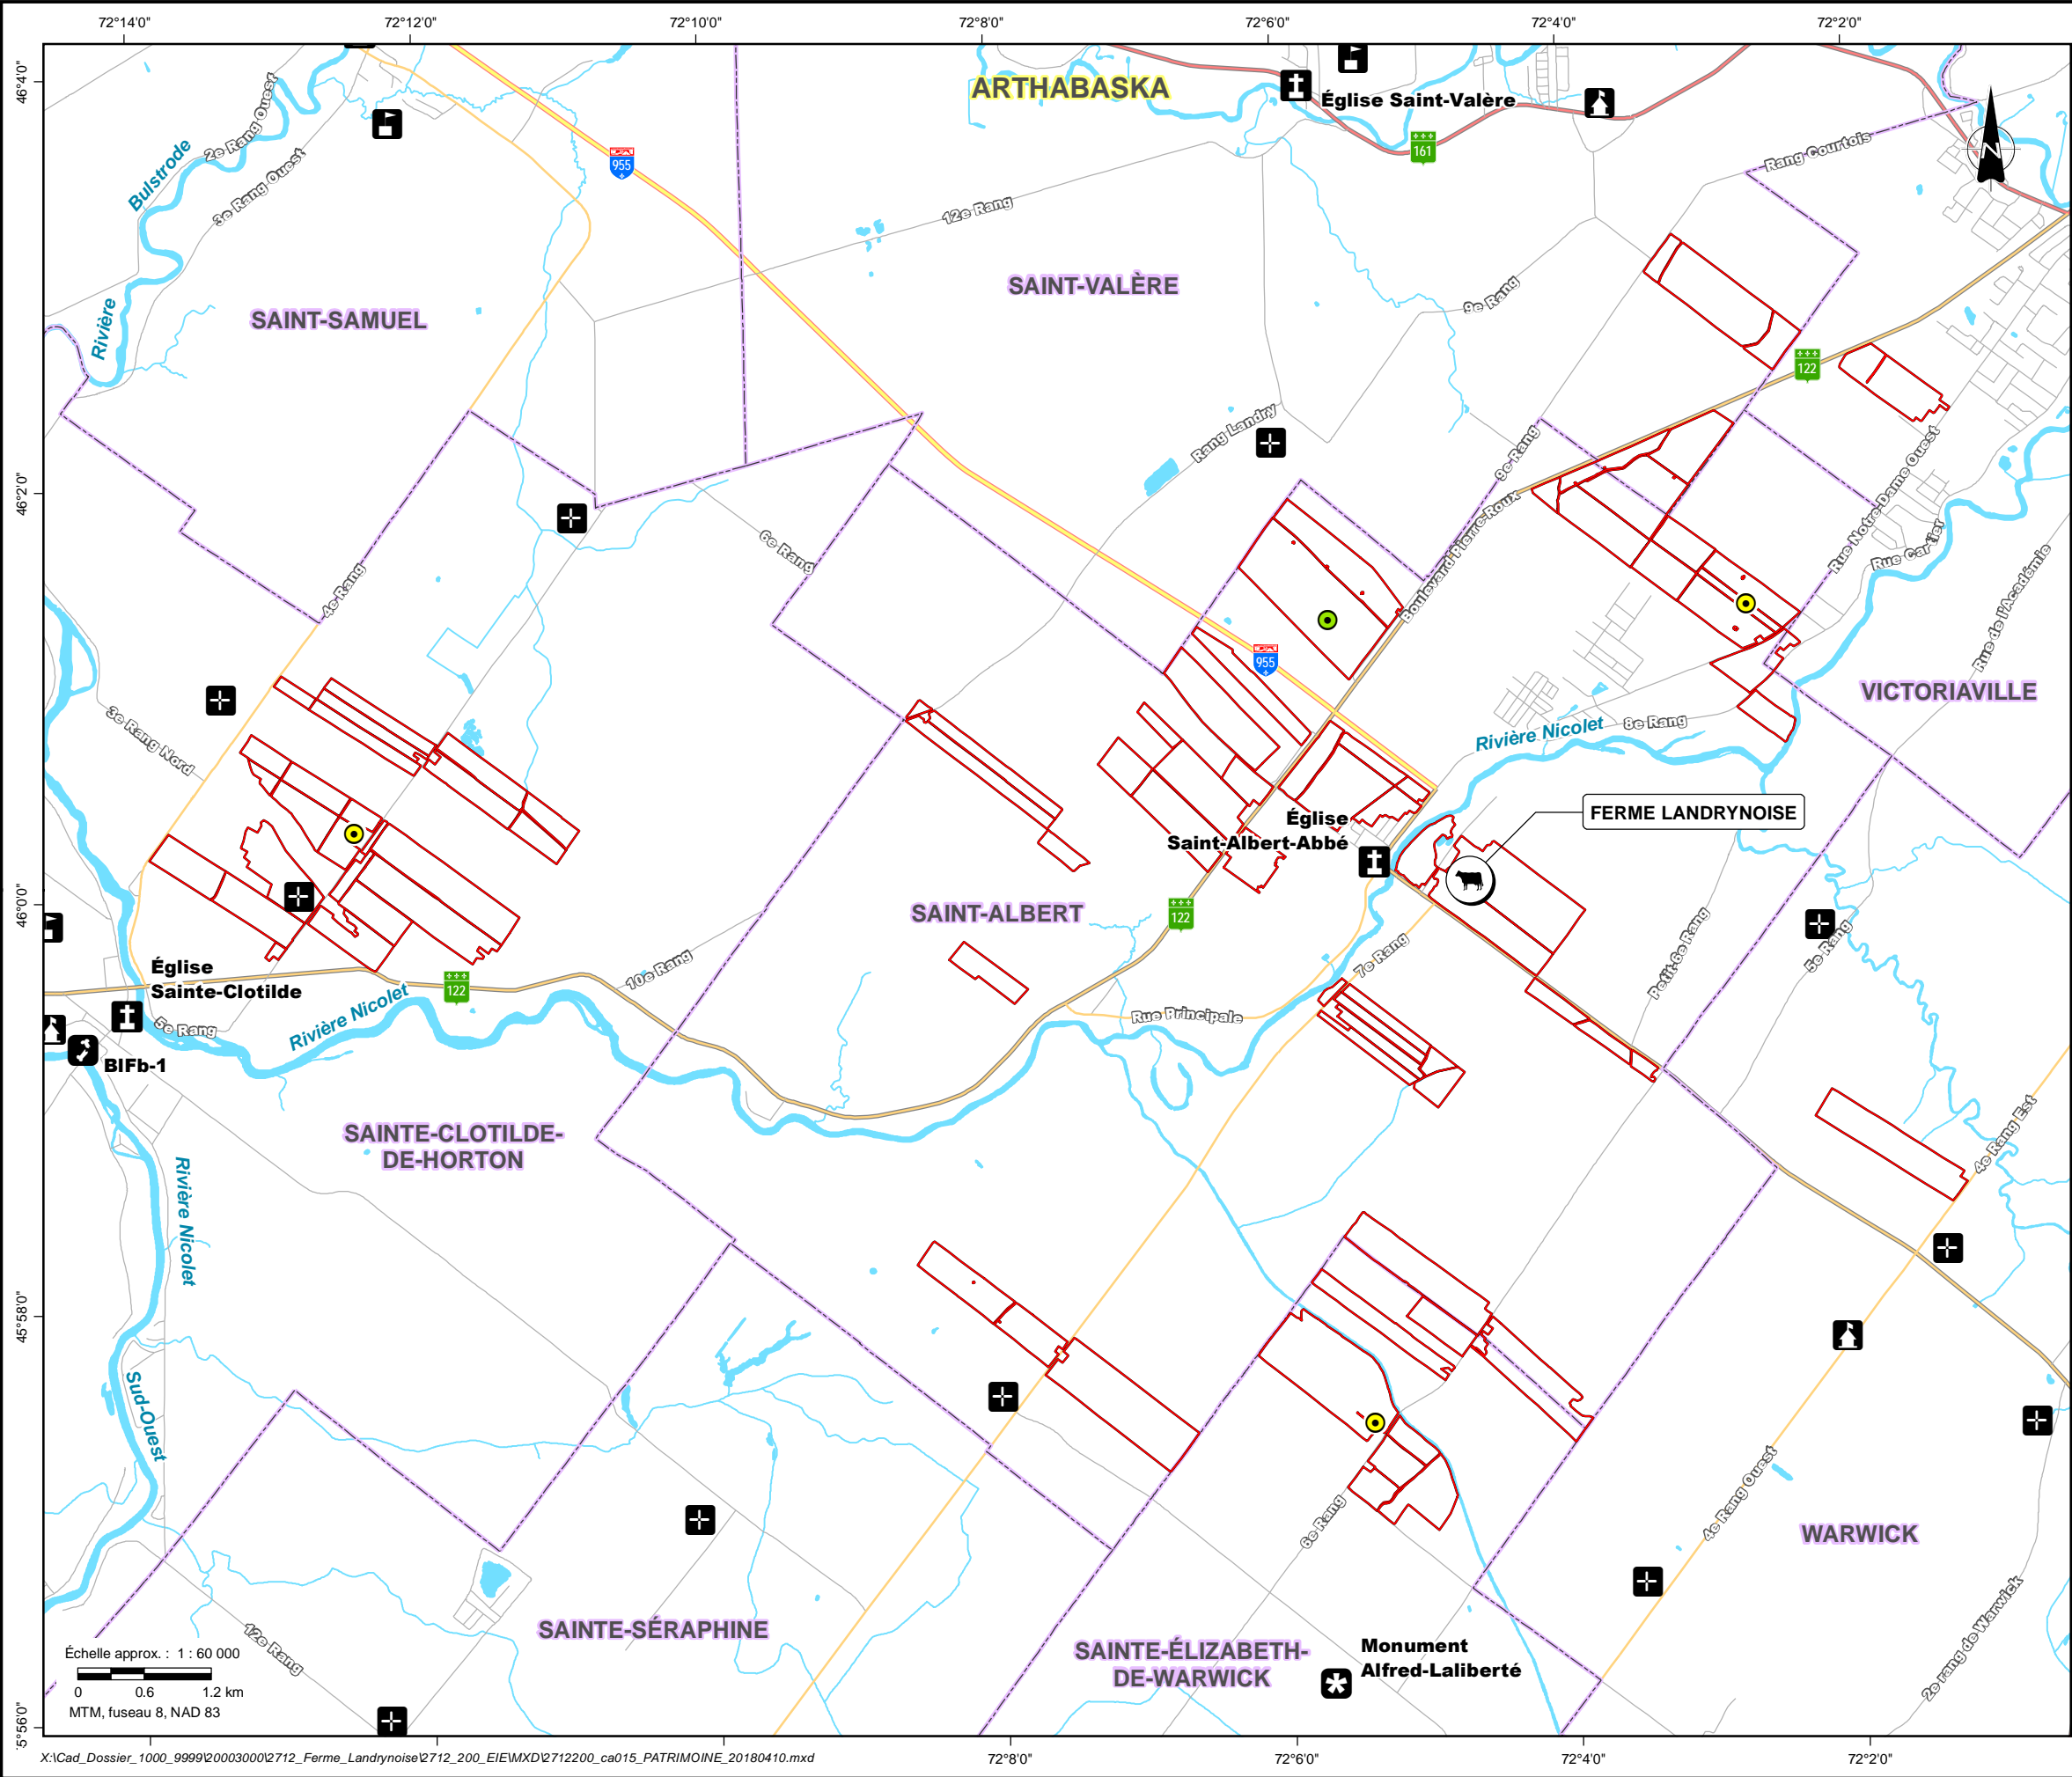 72°14'0"
72°12'0"
72°10'0"
72°8'0"
72°6'0"
72°4'0"
72°2'0"
46°4'0"
ARTHABASKA
Église Saint-Valère
161
N
2e Rang Ouest
3e Rang Ouest
Bulstrode
Rivière
955
12e Rang
Rang Courtois
SAINT-SAMUEL
SAINT-VALÈRE
9e Rang
122
46°2'0"
Rang Landry
9e Rang
Boulevard-Pierre-Roux
Rue Notre-Dame Ouest
Rue Cartier
Rue de l'Académie
4e Rang
6e Rang
955
3e Rang Nord
VICTORIAVILLE
Rivière Nicolet
8e Rang
FERME LANDRYNOISE
Église
Saint-Albert-Abbé
46°0'0"
SAINT-ALBERT
122
Petit-6e Rang
5e Rang
7e Rang
10e Rang
Église
Sainte-Clotilde
122
Rivière Nicolet
5e Rang
BIFb-1
Rue Principale
SAINTE-CLOTILDE-
DE-HORTON
4e Rang Est
Rivière Nicolet
Sud-Ouest
45°58'0"
4e Rang Ouest
6e Rang
WARWICK
2e rang de Warwick
SAINTE-SÉRAPHINE
12e Rang
SAINTE-ÉLIZABETH-
DE-WARWICK
Monument
Alfred-Laliberté
Échelle approx. : 1 : 60 000
0 0.6 1.2 km
MTM, fuseau 8, NAD 83
5°56'0"
X:\Cad_Dossier_1000_9999\20003000\2712_Ferme_Landrynoise\2712_200_EIE\MXD\2712200_ca015_PATRIMOINE_20180410.mxd
72°8'0"
72°6'0"
72°4'0"
72°2'0"